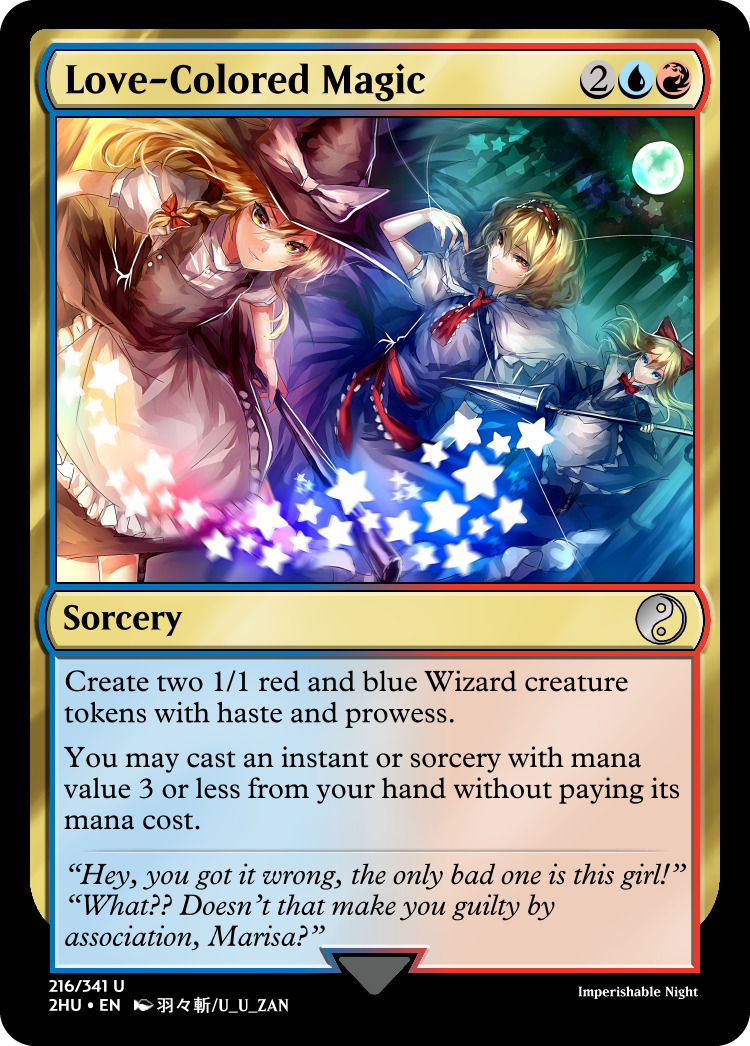 Love-Colored Magic 2
Sorcery
Create two 1/1 red and blue Wizard creature
tokens with haste and prowess.
You may cast an instant or sorcery with mana
value 3 or less from your hand without paying its
mana cost.
“Hey, you got it wrong, the only bad one is this girl!”
“What?? Doesn’t that make you guilty by
association, Marisa?”
216/341 U
2HU • EN 羽々斬/U_U_ZAN
Imperishable Night